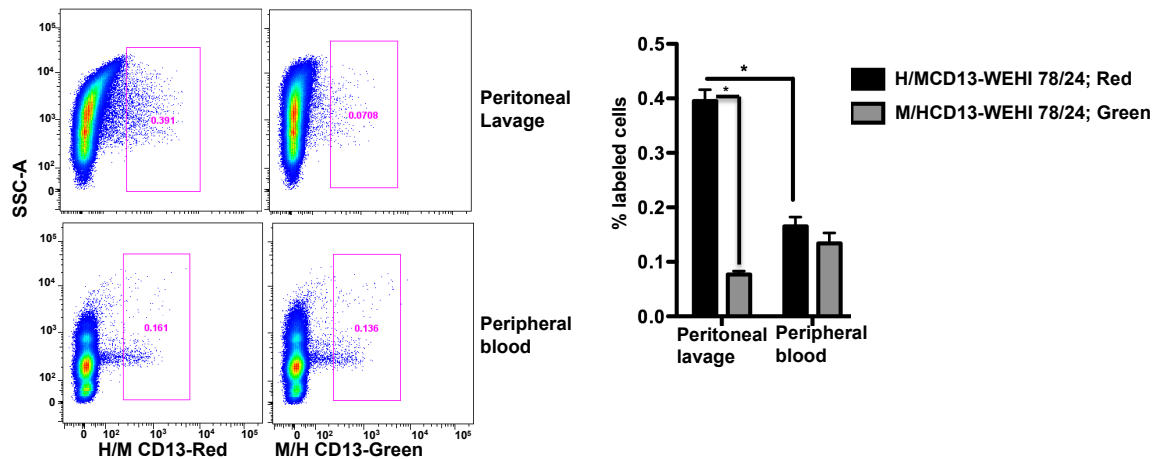 10⁵
10⁴
10³
10²
0
0.391
0.0708
Peritoneal
Lavage
SSC-A
10⁵
10⁴
10³
10²
0
0.161
0.136
Peripheral
blood
0 10² 10³ 10⁴ 10⁵
0 10² 10³ 10⁴ 10⁵
H/M CD13-Red
M/H CD13-Green
% labeled cells
0.5
0.4
0.3
0.2
0.1
0.0
*
*
Peritoneal
lavage
Peripheral
blood
H/MCD13-WEHI 78/24; Red
M/HCD13-WEHI 78/24; Green